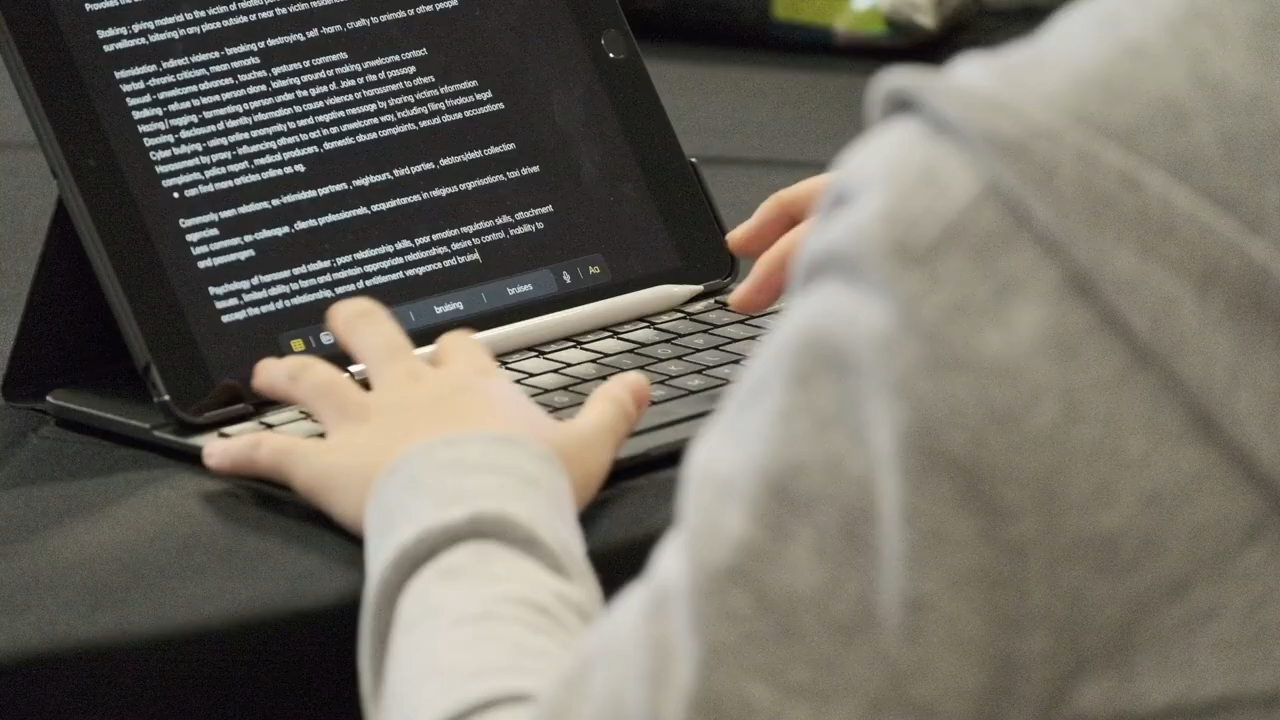 Provokes the
Stalking ; giving material to the victim of related
surveillance, loitering in any place outside or near the victim
Intimidation , indirect violence - breaking or destroying, self -harm , cruelty to animals or other people
Verbal -chronic criticism, mean remarks
Sexual - unwelcome advances , touches , gestures or comments
Stalking - refuse to leave person alone , loitering around or making unwelcome contact
Hazing / ragging - tormenting a person under the guise of. Joke or rite of passage
Doxing - disclosure of identity information to cause violence or harassment to others
Cyber bullying - using online anonymity to send negative message by sharing victims information
Harassment by proxy - influencing others to act in an unwelcome way, including filing frivolous legal
complaints, police report , medical producers , domestic abuse complaints, sexual abuse accusations
• can find more articles online as eg.
Commonly seen relations; ex-intimidate partners , neighbours, third parties , debtors/debt collection
agencies
Less common; ex-colleague , clients professionals, acquaintances in religious organisations, taxi driver
and passengers
Psychology of harasser and stalker ; poor relationship skills, poor emotion regulation skills, attachment
issues , limited ability to form and maintain appropriate relationships, desire to control , inability to
accept the end of a relationship, sense of entitlement vengeance and bruise
bruising
bruises
Aa